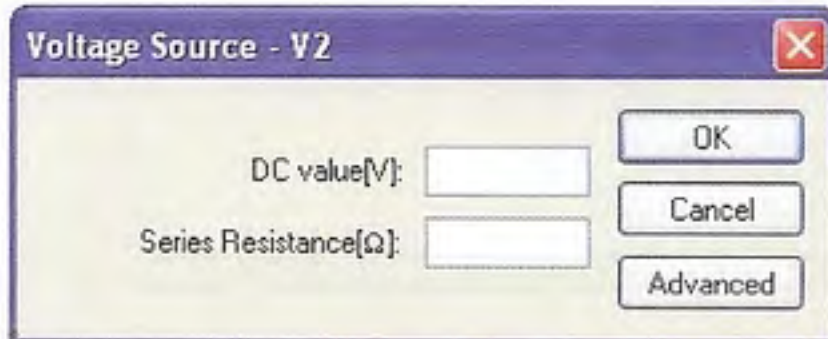 Voltage Source - V2
DC value[V]:
OK
Series Resistance[Ω]:
Cancel
Advanced